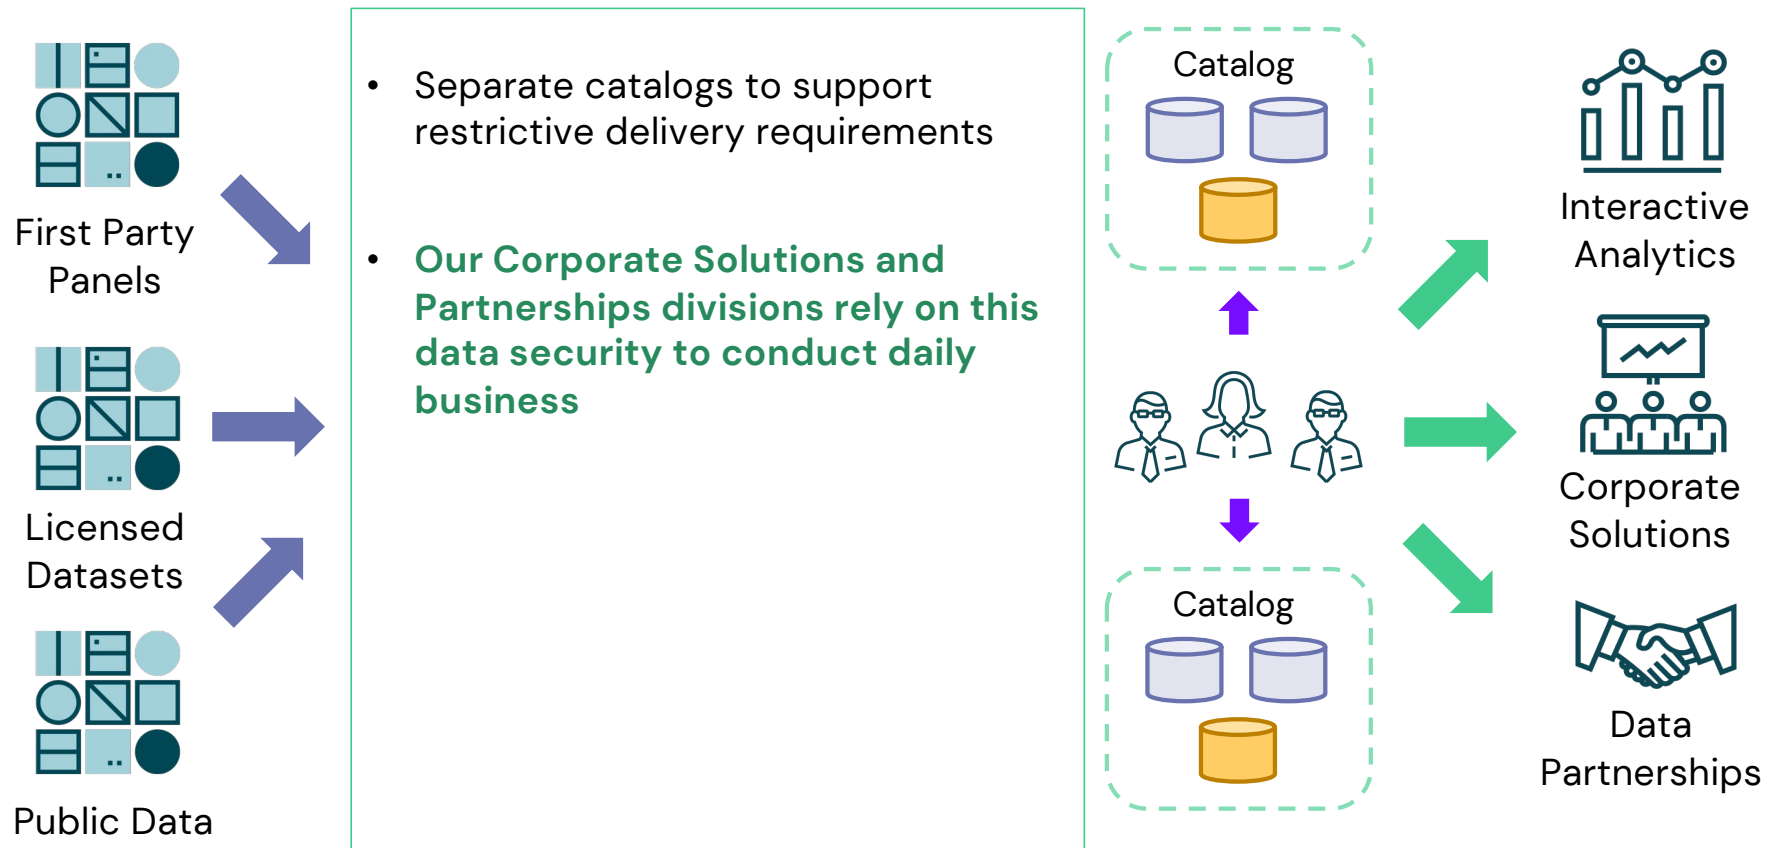 First Party
Panels
Licensed
Datasets
Public Data
• Separate catalogs to support
restrictive delivery requirements
• Our Corporate Solutions and
Partnerships divisions rely on this
data security to conduct daily
business
Catalog
Catalog
Interactive
Analytics
Corporate
Solutions
Data
Partnerships